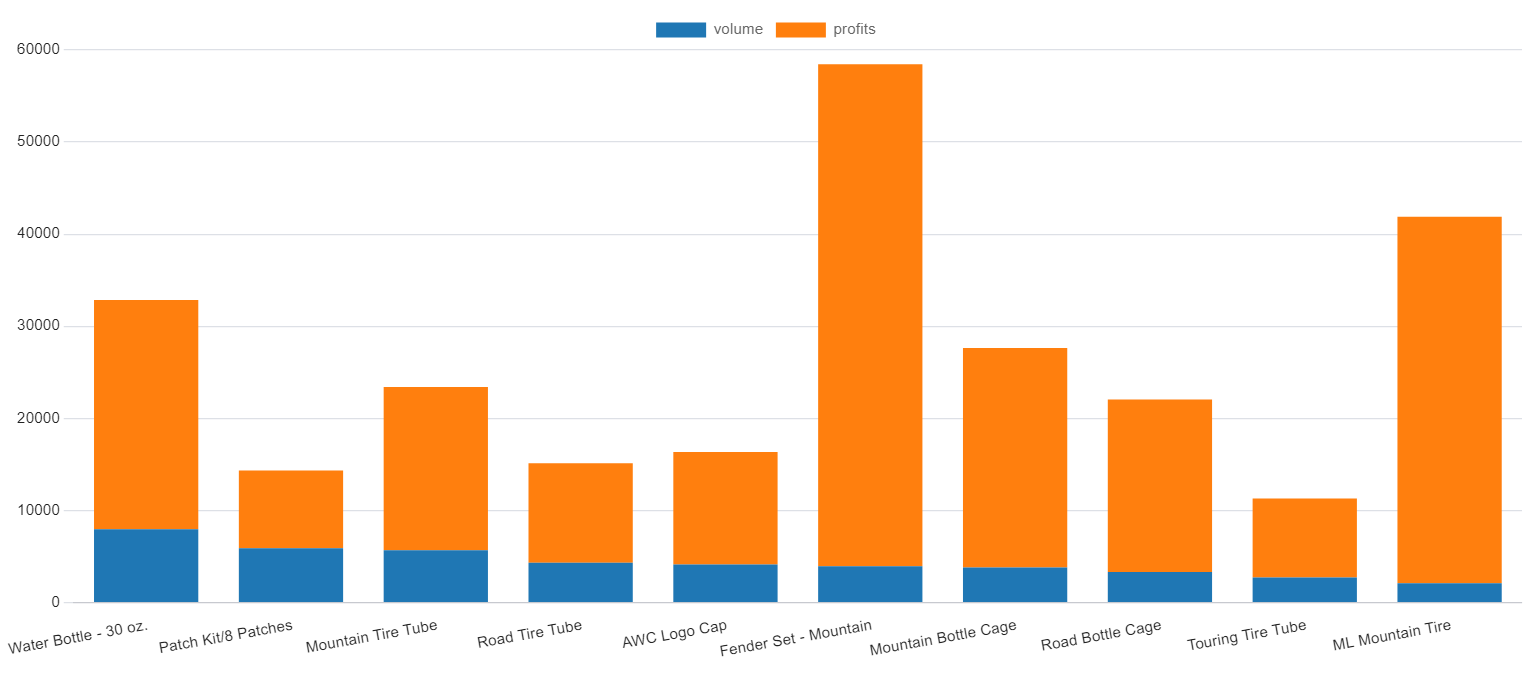 volume profits
60000
50000
40000
30000
20000
10000
0
Water Bottle - 30 oz.
Patch Kit/8 Patches
Mountain Tire Tube
Road Tire Tube
AWC Logo Cap
Fender Set - Mountain
Mountain Bottle Cage
Road Bottle Cage
Touring Tire Tube
ML Mountain Tire